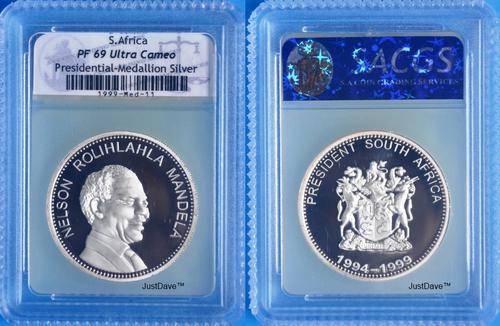 S.Africa
PF 69 Ultra Cameo
Presidential-Medallion Silver
1999-Med-11
NELSON ROLIHLAHLA MANDELA
JustDave™
SACGS
S.A COIN GRADING SERVICES
PRESIDENT SOUTH AFRICA
1994-1999
JustDave™